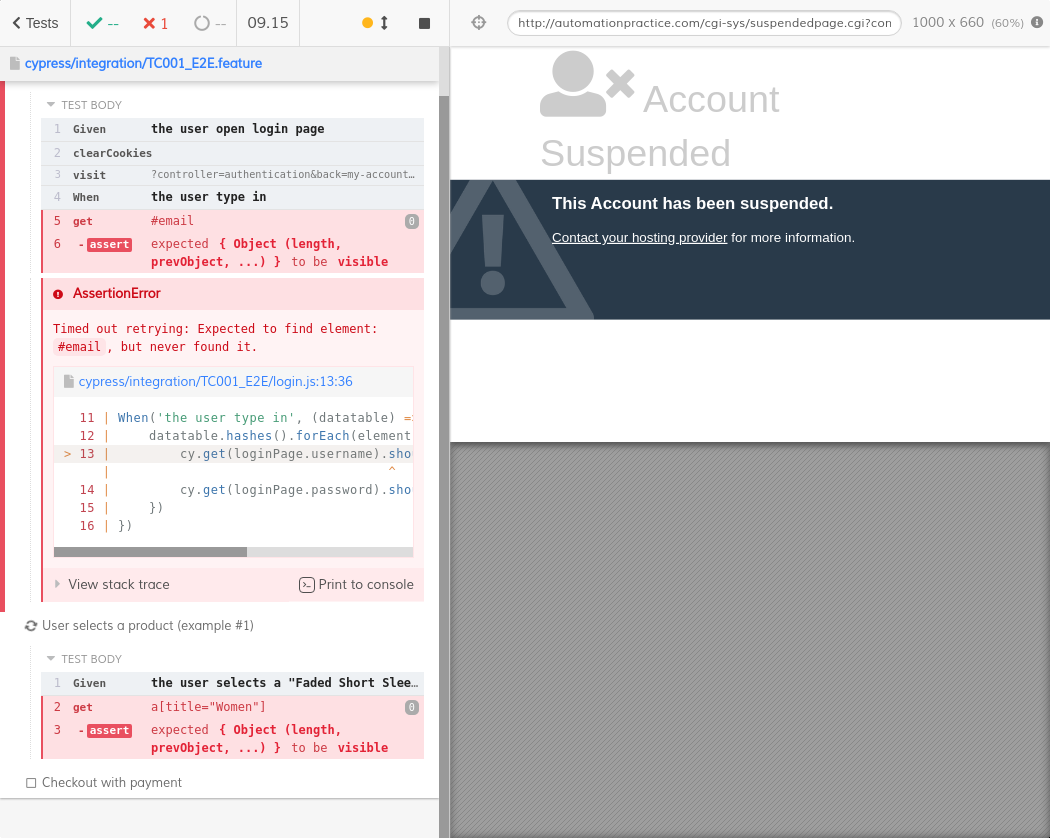 Tests -- 1 -- 09.15
http://automationpractice.com/cgi-sys/suspendedpage.cgi?con 1000 x 660 (60%)
cypress/integration/TC001_E2E.feature
TEST BODY
1 Given the user open login page
2 clearCookies
3 visit ?controller=authentication&back=my-account…
4 When the user type in
5 get #email 0
6 -assert expected { Object (length,
prevObject, ...) } to be visible
AssertionError
Timed out retrying: Expected to find element:
#email, but never found it.
cypress/integration/TC001_E2E/login.js:13:36
11 | When('the user type in', (datatable) =
12 | datatable.hashes().forEach(element
> 13 | cy.get(loginPage.username).sho
| ^
14 | cy.get(loginPage.password).sho
15 | })
16 | })
View stack trace Print to console
User selects a product (example #1)
TEST BODY
1 Given the user selects a "Faded Short Slee…
2 get a[title="Women"] 0
3 -assert expected { Object (length,
prevObject, ...) } to be visible
Checkout with payment
Account
Suspended
This Account has been suspended.
Contact your hosting provider for more information.